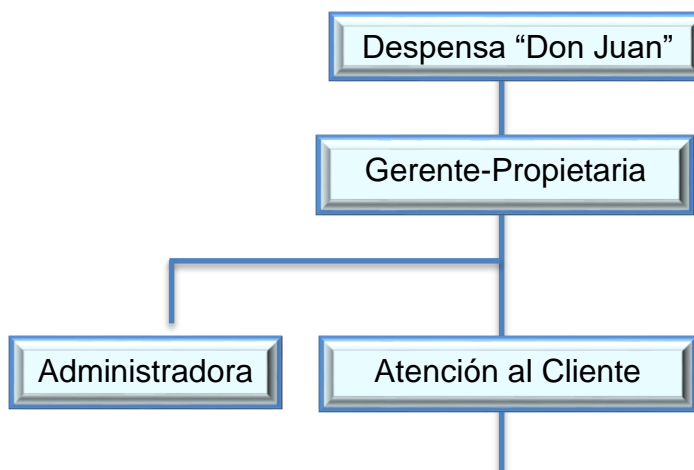 Despensa “Don Juan”
Gerente-Propietaria
Administradora
Atención al Cliente